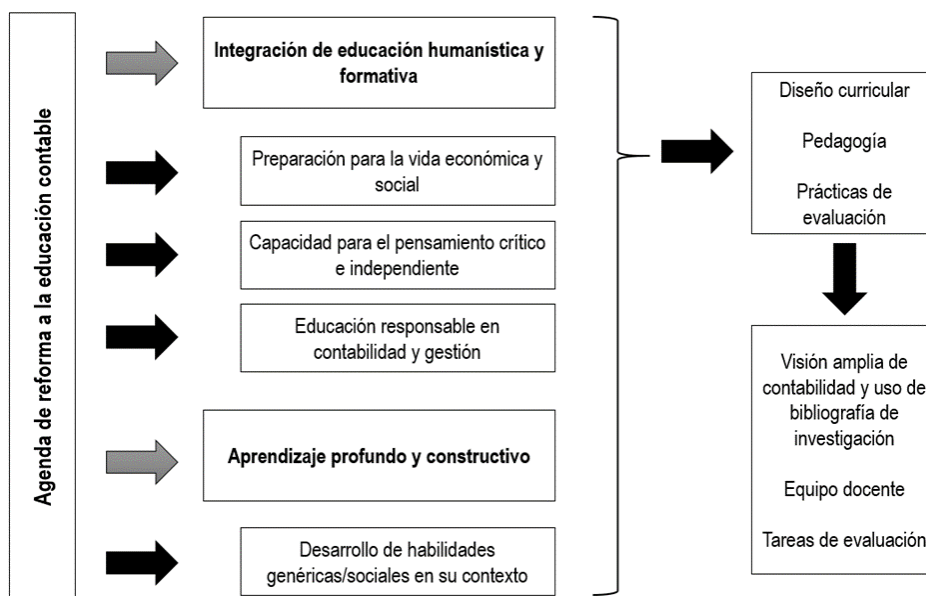 Agenda de reforma a la educación contable
Integración de educación humanística y
formativa
Preparación para la vida económica y
social
Capacidad para el pensamiento crítico
e independiente
Educación responsable en
contabilidad y gestión
Aprendizaje profundo y constructivo
Desarrollo de habilidades
genéricas/sociales en su contexto
Diseño curricular
Pedagogía
Prácticas de
evaluación
Visión amplia de
contabilidad y uso de
bibliografía de
investigación
Equipo docente
Tareas de evaluación